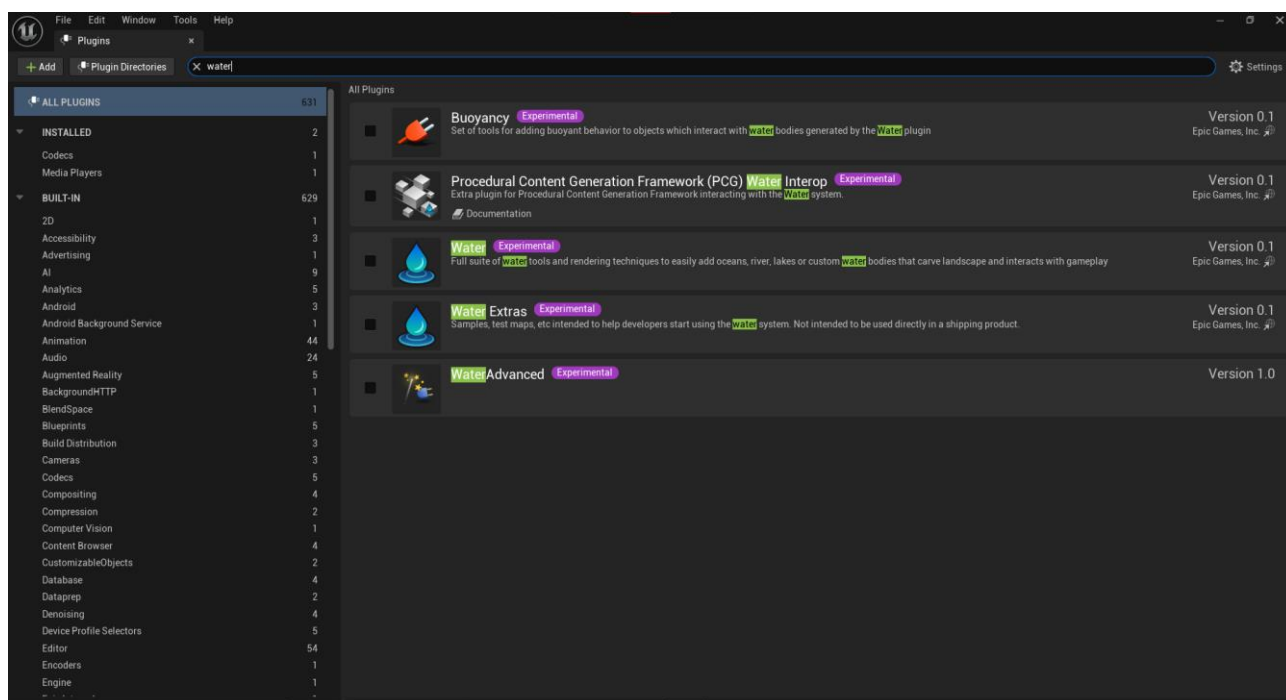 File Edit Window Tools Help
Plugins
+ Add Plugin Directories water Settings
ALL PLUGINS 631
INSTALLED 2
Codecs 1
Media Players 1
BUILT-IN 629
2D 1
Accessibility 3
Advertising 1
AI 9
Analytics 5
Android 3
Android Background Service 1
Animation 44
Audio 24
Augmented Reality 5
BackgroundHTTP 1
BlendSpace 1
Blueprints 5
Build Distribution 3
Cameras 3
Codecs 5
Compositing 4
Compression 2
Computer Vision 1
Content Browser 4
CustomizableObjects 2
Database 4
Dataprep 2
Denoising 4
Device Profile Selectors 5
Editor 54
Encoders 1
Engine 1
All Plugins
Buoyancy Experimental Version 0.1
Set of tools for adding buoyant behavior to objects which interact with water bodies generated by the Water plugin Epic Games, Inc.
Procedural Content Generation Framework (PCG) Water Interop Experimental Version 0.1
Extra plugin for Procedural Content Generation Framework interacting with the Water system. Epic Games, Inc.
Documentation
Water Experimental Version 0.1
Full suite of water tools and rendering techniques to easily add oceans, river, lakes or custom water bodies that carve landscape and interacts with gameplay Epic Games, Inc.
Water Extras Experimental Version 0.1
Samples, test maps, etc intended to help developers start using the water system. Not intended to be used directly in a shipping product. Epic Games, Inc.
WaterAdvanced Experimental Version 1.0